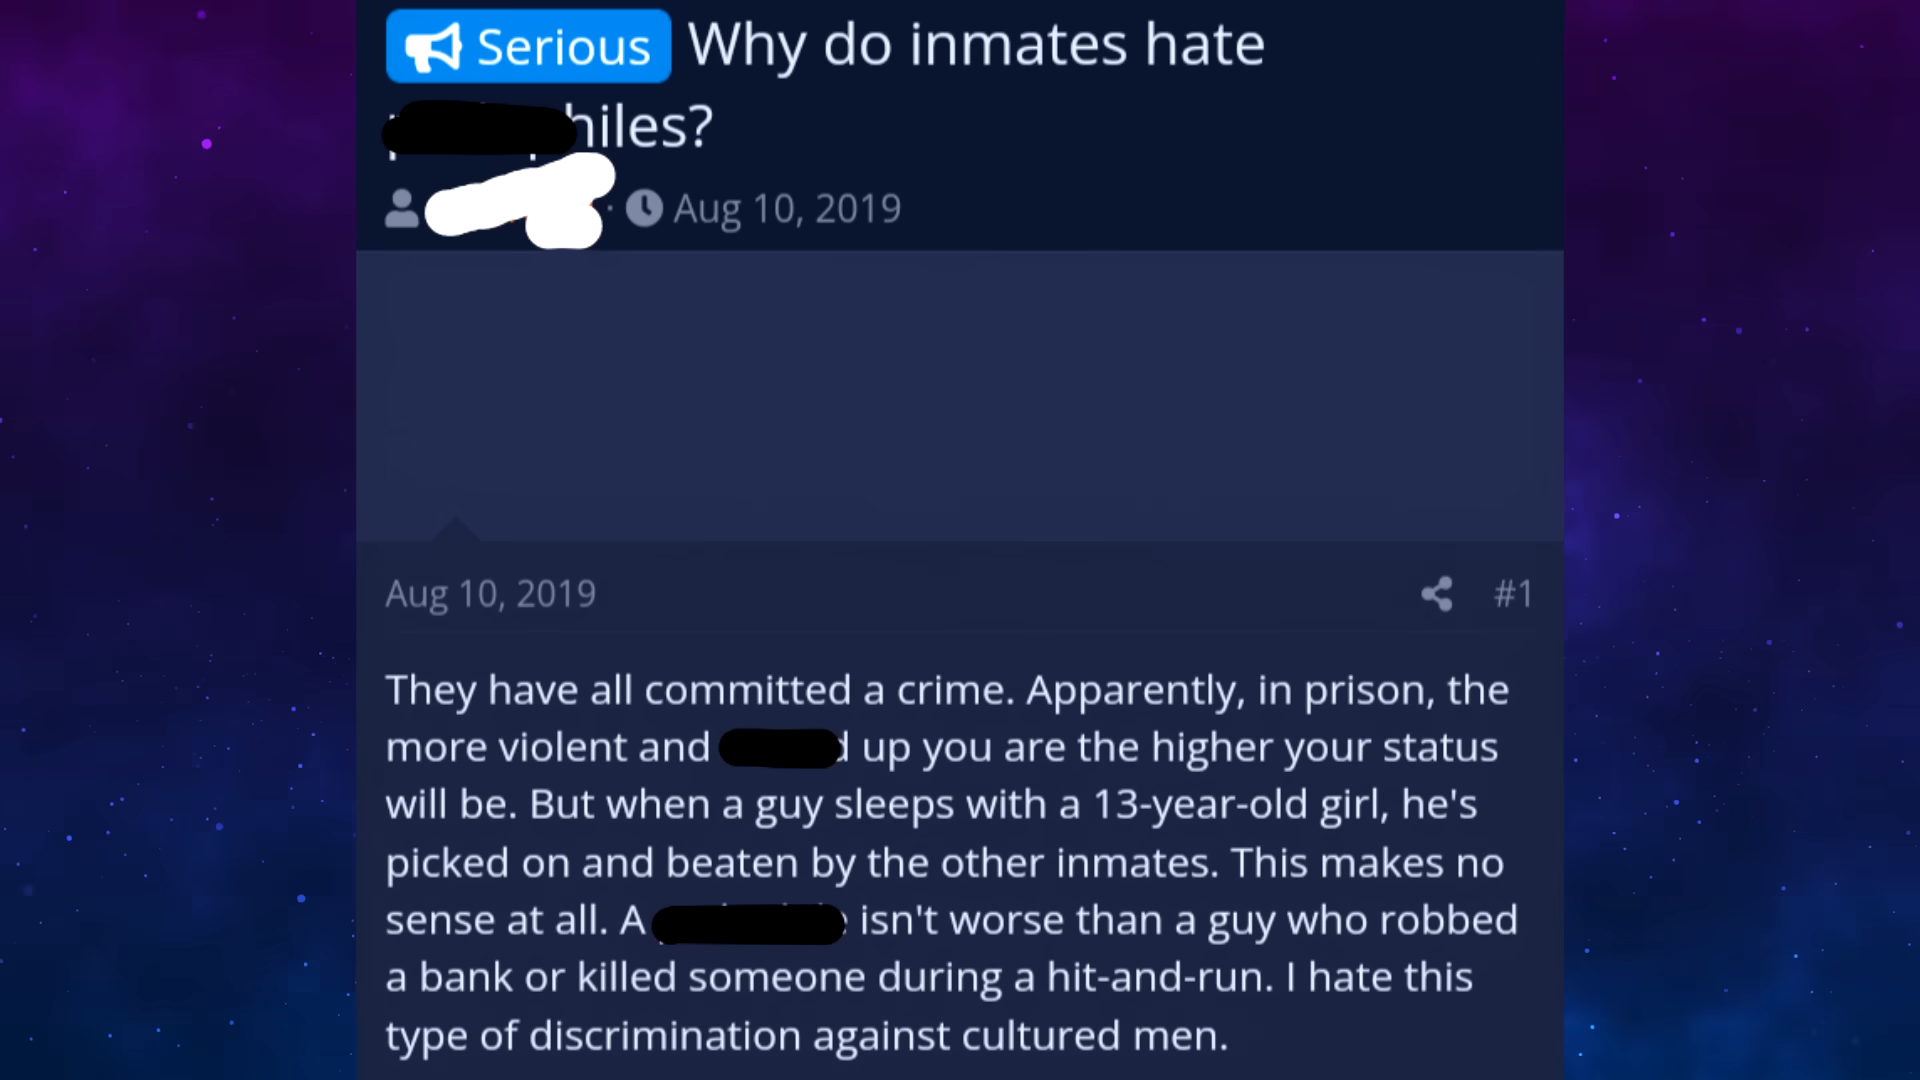 Serious Why do inmates hate
hiles?
· Aug 10, 2019
Aug 10, 2019 #1
They have all committed a crime. Apparently, in prison, the
more violent and up you are the higher your status
will be. But when a guy sleeps with a 13-year-old girl, he's
picked on and beaten by the other inmates. This makes no
sense at all. A isn't worse than a guy who robbed
a bank or killed someone during a hit-and-run. I hate this
type of discrimination against cultured men.